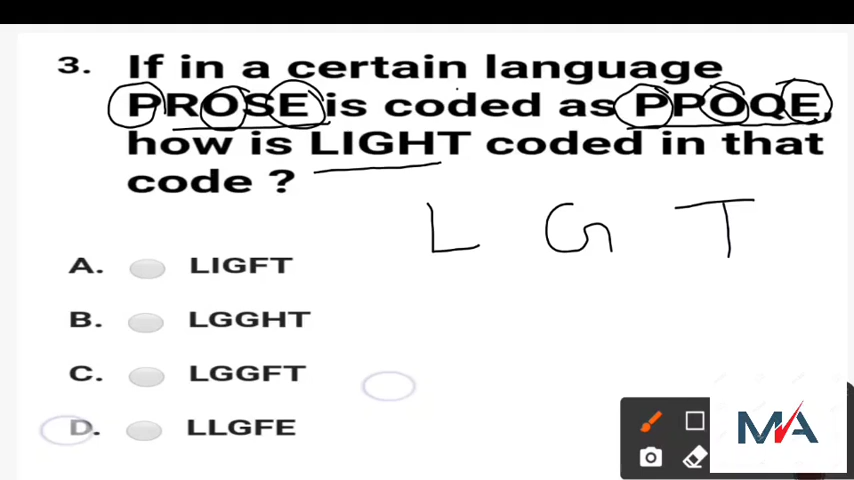 3. If in a certain language
PROSE is coded as PPOQE,
how is LIGHT coded in that
code ?
L G T
A. LIGFT
B. LGGHT
C. LGGFT
D. LLGFE
MA